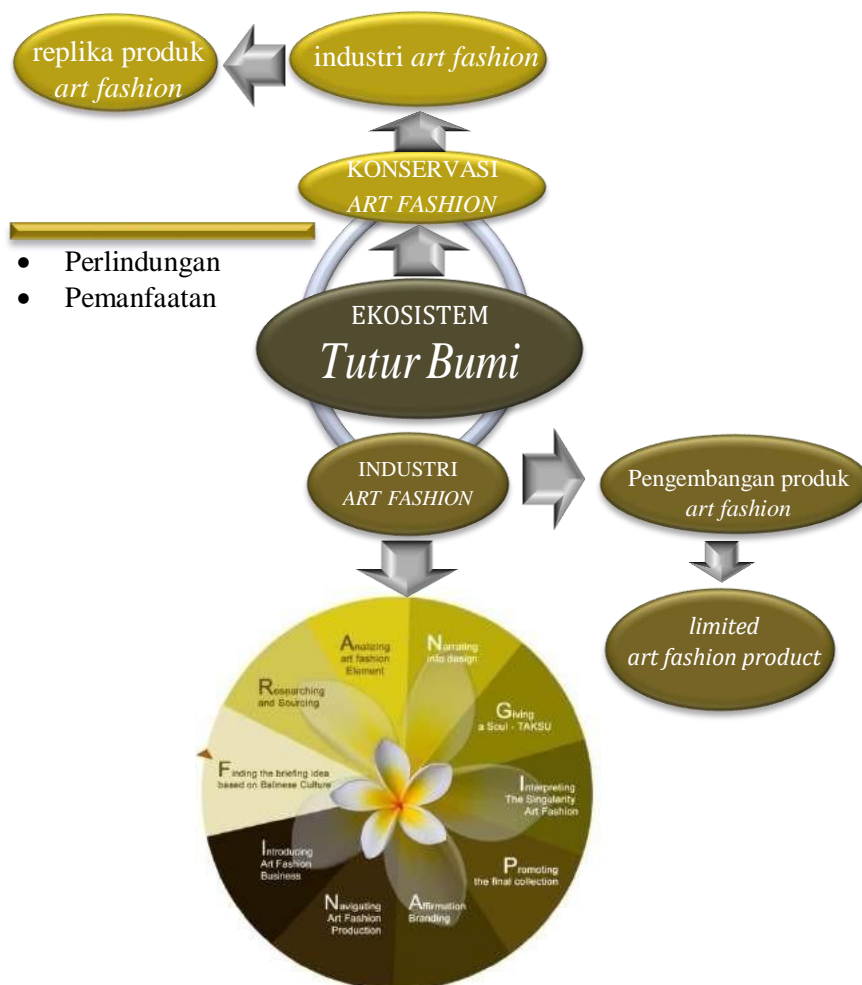 replika produk
art fashion
industri art fashion
KONSERVASI
ART FASHION
• Perlindungan
• Pemanfaatan
EKOSISTEM
Tutur Bumi
INDUSTRI
ART FASHION
Pengembangan produk
art fashion
limited
art fashion product
Finding the briefing idea
based on Balinese Culture
Researching
and Sourcing
Analizing
art fashion
Element
Narrating
into design
Giving
a Soul - TAKSU
Interpreting
The Singularity
Art Fashion
Promoting
the final collection
Affirmation
Branding
Navigating
Art Fashion
Production
Introducing
Art Fashion
Business